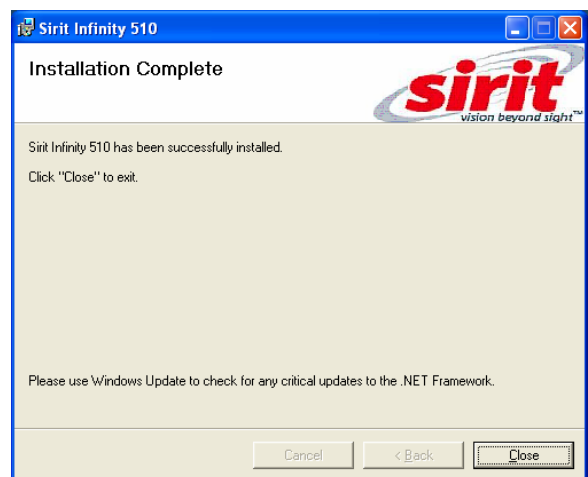 Sirit Infinity 510
Installation Complete
sirit
vision beyond sight™
Sirit Infinity 510 has been successfully installed.
Click "Close" to exit.
Please use Windows Update to check for any critical updates to the .NET Framework.
Cancel
< Back
Close